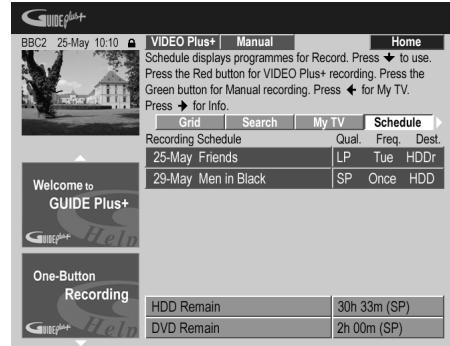 GUIDE Plus+
BBC2 25-May 10:10
VIDEO Plus+ Manual Home
Schedule displays programmes for Record. Press to use.
Press the Red button for VIDEO Plus+ recording. Press the
Green button for Manual recording. Press for My TV.
Press for Info.
Grid Search My TV Schedule
Recording Schedule Qual. Freq. Dest.
25-May Friends LP Tue HDDr
29-May Men in Black SP Once HDD
Welcome to
GUIDE Plus+
GUIDE Plus+ Help
One-Button
Recording
GUIDE Plus+ Help
HDD Remain 30h 33m (SP)
DVD Remain 2h 00m (SP)